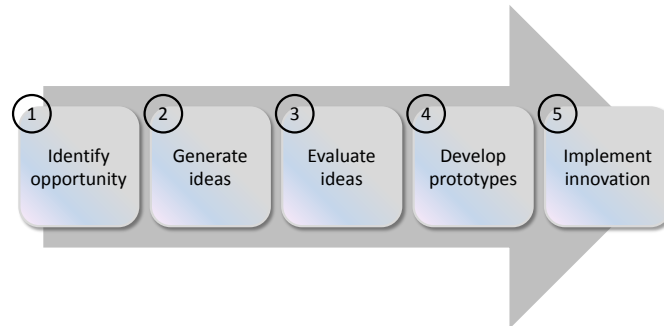 1
Identify
opportunity
2
Generate
ideas
3
Evaluate
ideas
4
Develop
prototypes
5
Implement
innovation